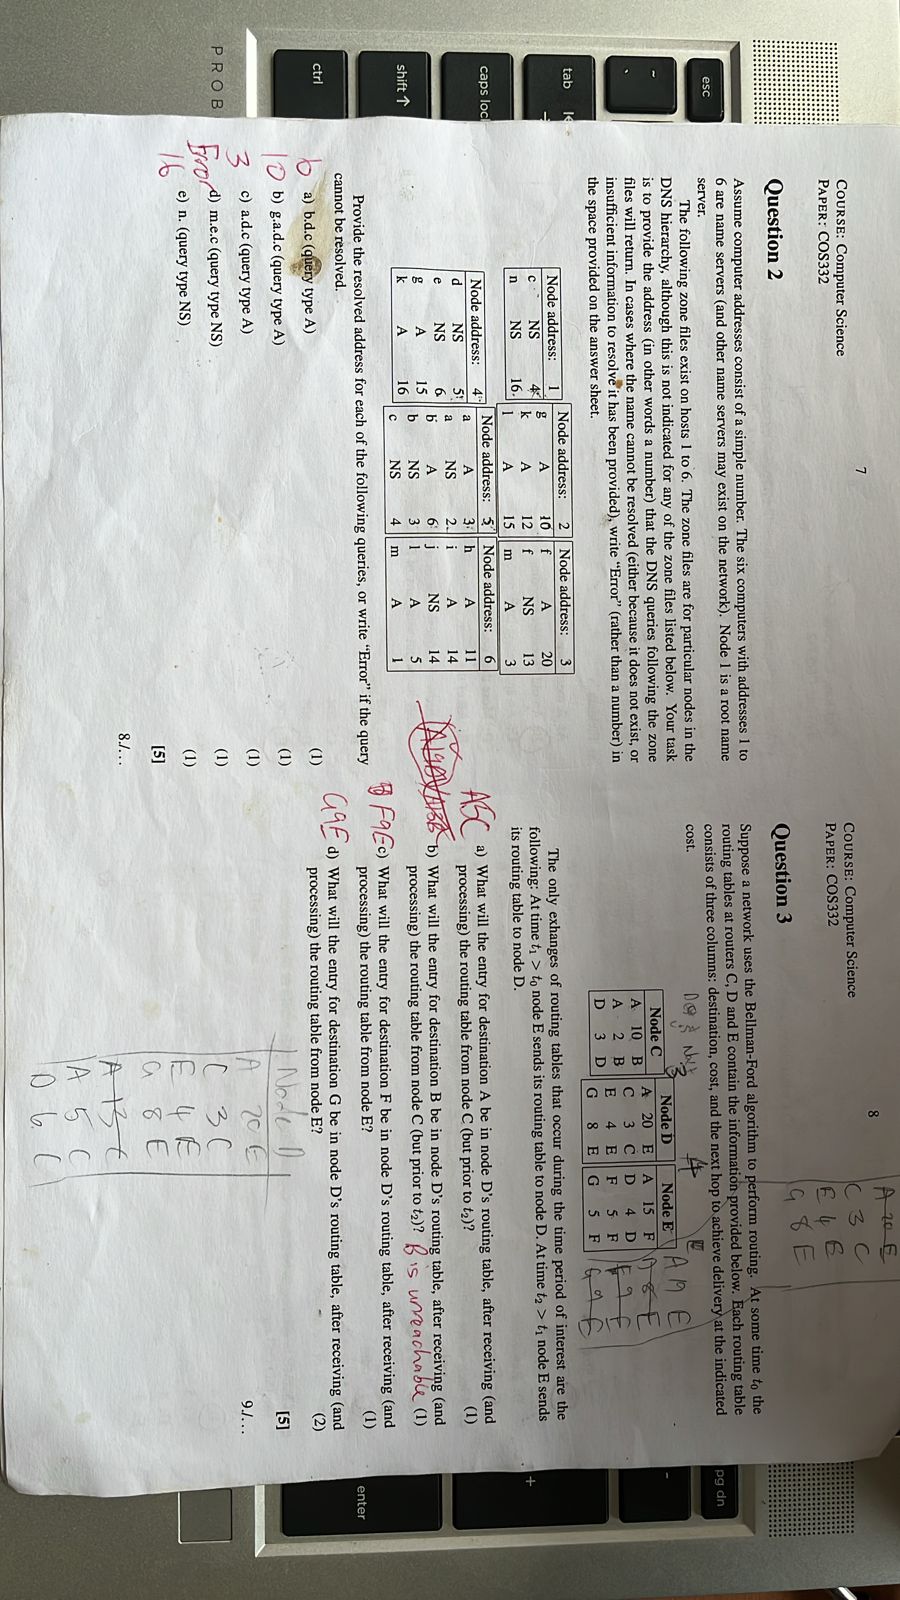 7
COURSE: Computer Science
PAPER: COS332
Question 2
Assume computer addresses consist of a simple number. The six computers with addresses 1 to
6 are name servers (and other name servers may exist on the network). Node 1 is a root name
server.
The following zone files exist on hosts 1 to 6. The zone files are for particular nodes in the
DNS hierarchy, although this is not indicated for any of the zone files listed below. Your task
is to provide the address (in other words a number) that the DNS queries following the zone
files will return. In cases where the name cannot be resolved (either because it does not exist, or
insufficient information to resolve it has been provided), write “Error” (rather than a number) in
the space provided on the answer sheet.
Node address: 1
c NS 4
n NS 16
Node address: 2
g A 10
k A 12
l A 15
Node address: 3
f A 20
f NS 13
m A 3
Node address: 4
d NS 5
e NS 6
g A 15
k A 16
Node address: 5
a A 3
a NS 2
b A 6
b NS 3
c NS 4
Node address: 6
h A 11
i A 14
j NS 14
l A 5
m A 1
Provide the resolved address for each of the following queries, or write “Error” if the query
cannot be resolved.
6 a) b.d.c (query type A) (1)
10 b) g.a.d.c (query type A) (1)
3 c) a.d.c (query type A) (1)
Error d) m.e.c (query type NS) (1)
16 e) n. (query type NS) (1)
[5]
8./...
8
COURSE: Computer Science
PAPER: COS332
A 20 E
C 3 C
E 4 E
G 8 E
Question 3
Suppose a network uses the Bellman-Ford algorithm to perform routing. At some time t0 the
routing tables at routers C, D and E contain the information provided below. Each routing table
consists of three columns: destination, cost, and the next hop to achieve delivery at the indicated
cost.
3
4
Node C
A 10 B
A 2 B
D 3 D
Node D
A 20 E
C 3 C
E 4 E
G 8 E
Node E
A 15 F
D 4 D
F 5 F
G 5 F
A 19 E
8 E
F 9 E
G 9 E
The only exhanges of routing tables that occur during the time period of interest are the
following: At time t1 > t0 node E sends its routing table to node D. At time t2 > t1 node E sends
its routing table to node D.
A5C a) What will the entry for destination A be in node D’s routing table, after receiving (and
processing) the routing table from node C (but prior to t2)? (1)
b) What will the entry for destination B be in node D’s routing table, after receiving (and
processing) the routing table from node C (but prior to t2)? B is unreachable (1)
F9E c) What will the entry for destination F be in node D’s routing table, after receiving (and
processing) the routing table from node E? (1)
G9E d) What will the entry for destination G be in node D’s routing table, after receiving (and
processing) the routing table from node E? (2)
[5]
9./...
Node D
A 20 E
C 3 C
E 4 E
G 8 E
A 13 C
A 5 C
D 6 C
esc
~
`
tab
caps loc
shift
ctrl
PROB
pg dn
+
enter